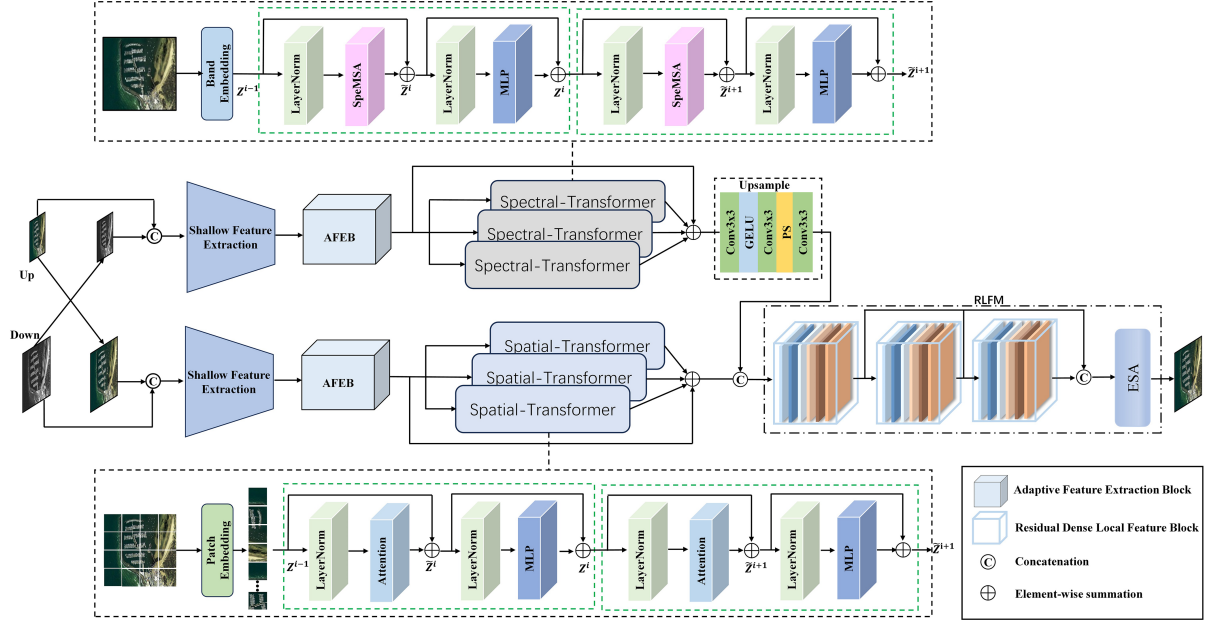 Band
Embedding
Z^{i-1}
LayerNorm
SpeMSA
Z̃^{i}
LayerNorm
MLP
Z^{i}
LayerNorm
SpeMSA
Z̃^{i+1}
LayerNorm
MLP
Z̃^{i+1}
Up
Down
C
Shallow Feature
Extraction
AFEB
Spectral-Transformer
Spectral-Transformer
Spectral-Transformer
Upsample
Conv3x3
GELU
Conv3x3
PS
Conv3x3
C
Shallow Feature
Extraction
AFEB
Spatial-Transformer
Spatial-Transformer
Spatial-Transformer
C
RLFM
C
ESA
Patch
Embedding
Z^{i-1}
LayerNorm
Attention
Z̃^{i}
LayerNorm
MLP
Z^{i}
LayerNorm
Attention
Z̃^{i+1}
LayerNorm
MLP
Z̃^{i+1}
Adaptive Feature Extraction Block
Residual Dense Local Feature Block
C
Concatenation
Element-wise summation